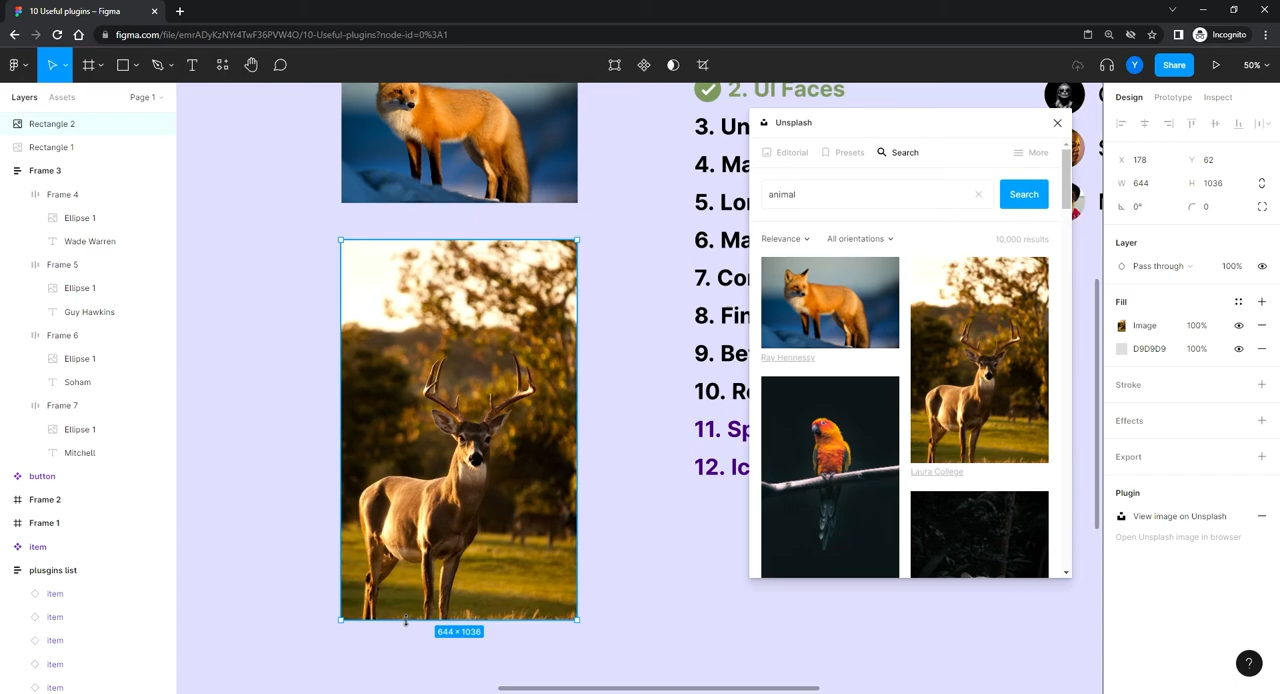 10 Useful plugins – Figma
figma.com/file/emrADyKzNYr4TwF36PVW4O/10-Useful-plugins?node-id=0%3A1
Incognito
Y
Share
50%
Layers
Assets
Page 1
Rectangle 2
Rectangle 1
Frame 3
Frame 4
Ellipse 1
Wade Warren
Frame 5
Ellipse 1
Guy Hawkins
Frame 6
Ellipse 1
Soham
Frame 7
Ellipse 1
Mitchell
button
Frame 2
Frame 1
item
plusgins list
item
item
item
item
item
644 × 1036
2. UI Faces
3. Un
4. Ma
5. Lor
6. Ma
7. Con
8. Fin
9. Be
10. Re
11. Sp
12. Ic
Unsplash
Editorial
Presets
Search
More
animal
Search
Relevance
All orientations
10,000 results
Ray Hennessy
Laura College
Design
Prototype
Inspect
X 178
Y 62
W 644
H 1036
0°
0
Layer
Pass through
100%
Fill
Image
100%
D9D9D9
100%
Stroke
Effects
Export
Plugin
View image on Unsplash
Open Unsplash image in browser
?